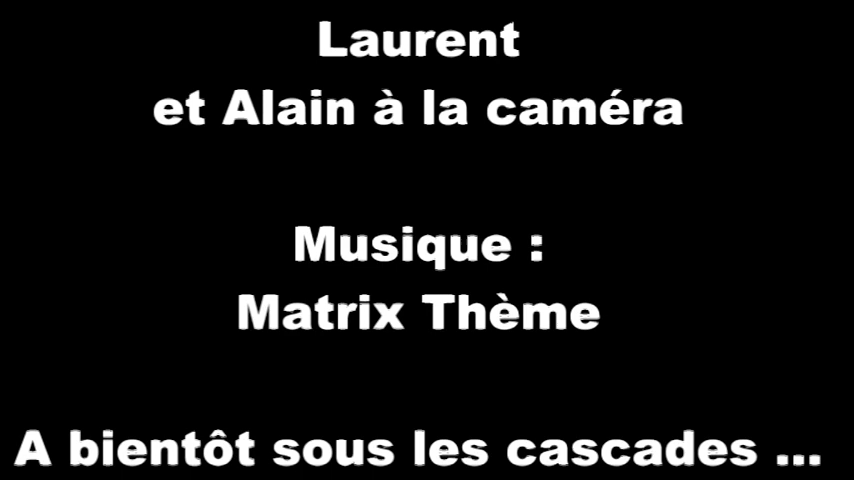 Laurent
et Alain à la caméra
Musique :
Matrix Thème
A bientôt sous les cascades ...